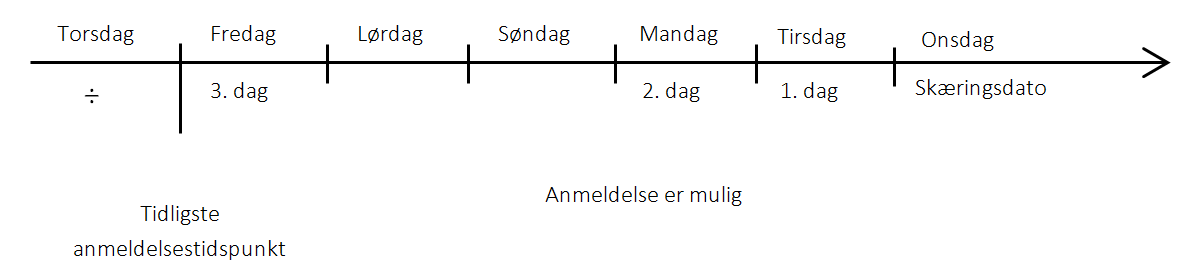 Torsdag Fredag Lørdag Søndag Mandag Tirsdag Onsdag
÷ 3. dag 2. dag 1. dag Skæringsdato
Anmeldelse er mulig
Tidligste
anmeldelsestidspunkt